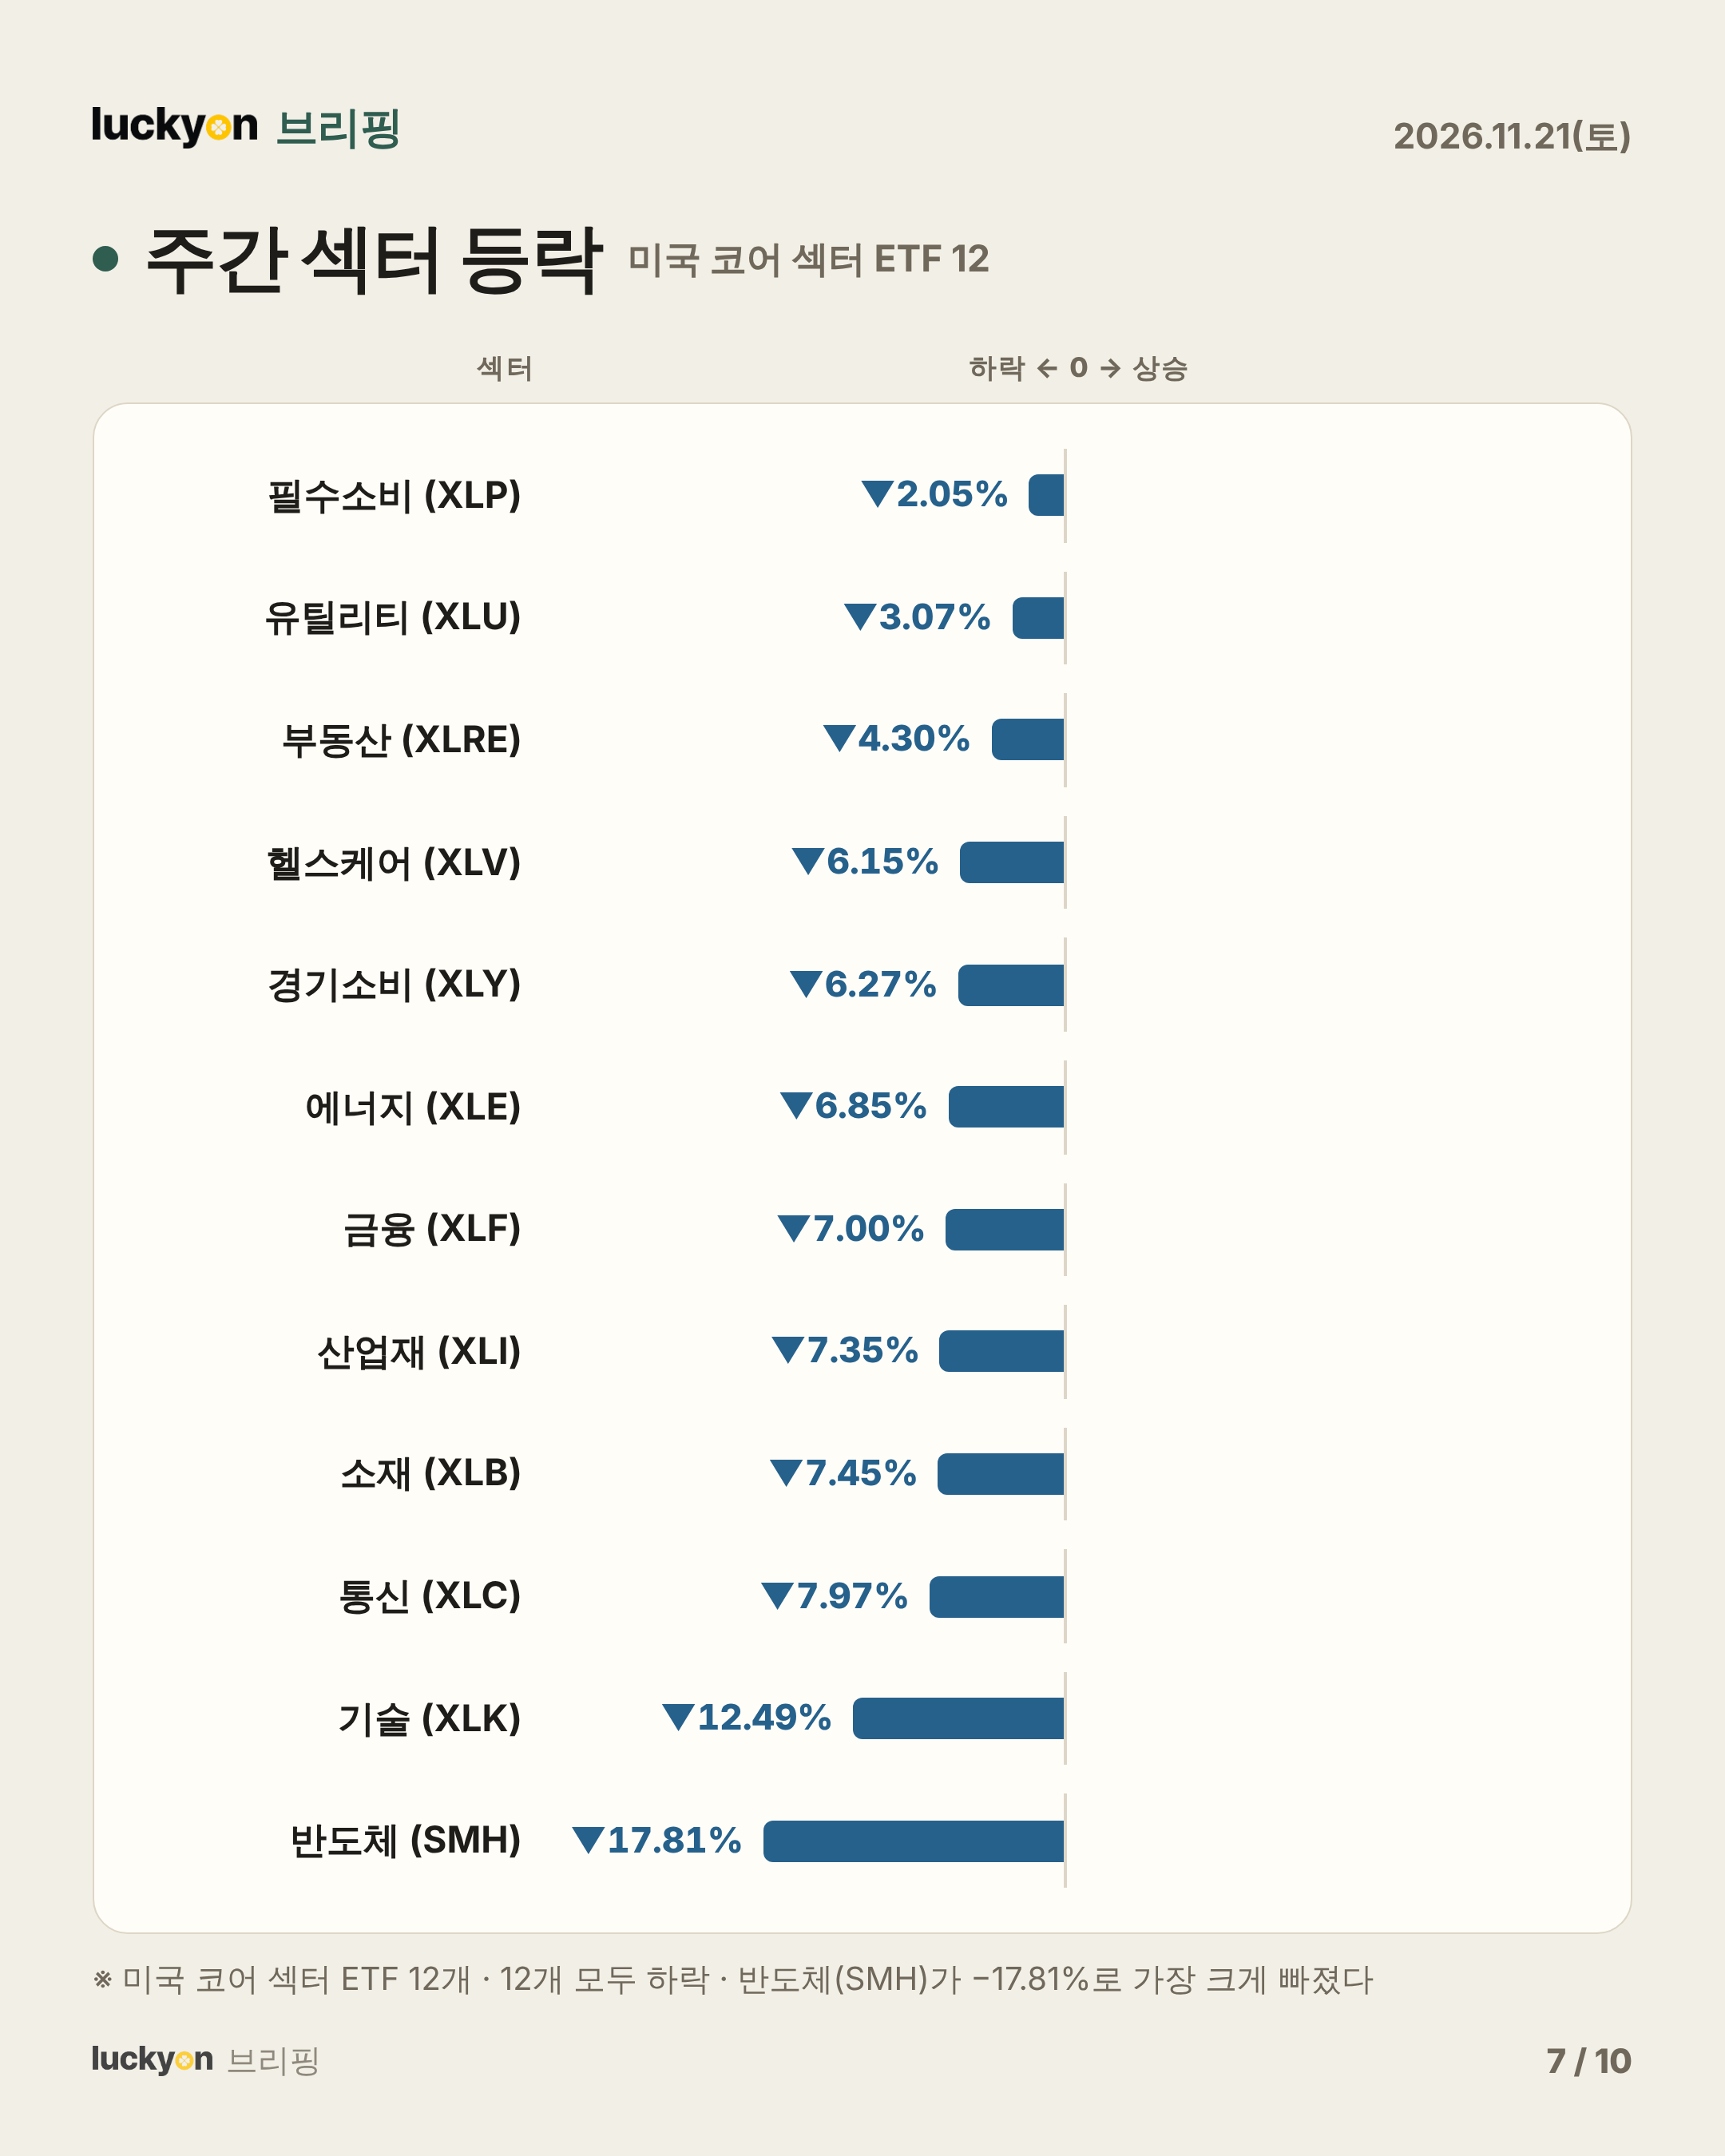 luckyon 브리핑
2026.11.21(토)
주간 섹터 등락 미국 코어 섹터 ETF 12
섹터 하락 ← 0 → 상승
필수소비 (XLP) ▼2.05%
유틸리티 (XLU) ▼3.07%
부동산 (XLRE) ▼4.30%
헬스케어 (XLV) ▼6.15%
경기소비 (XLY) ▼6.27%
에너지 (XLE) ▼6.85%
금융 (XLF) ▼7.00%
산업재 (XLI) ▼7.35%
소재 (XLB) ▼7.45%
통신 (XLC) ▼7.97%
기술 (XLK) ▼12.49%
반도체 (SMH) ▼17.81%
※ 미국 코어 섹터 ETF 12개 · 12개 모두 하락 · 반도체(SMH)가 −17.81%로 가장 크게 빠졌다
luckyon 브리핑
7 / 10